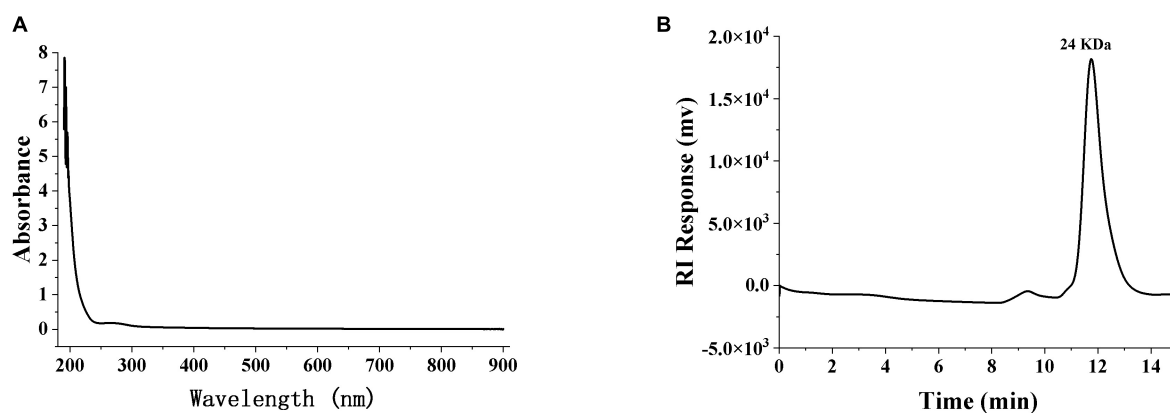 A
8
7
6
5
4
3
2
1
0
Absorbance
200 300 400 500 600 700 800 900
Wavelength (nm)
B
24 KDa
2.0×10⁴
1.5×10⁴
1.0×10⁴
5.0×10³
0.0
-5.0×10³
RI Response (mv)
0 2 4 6 8 10 12 14
Time (min)